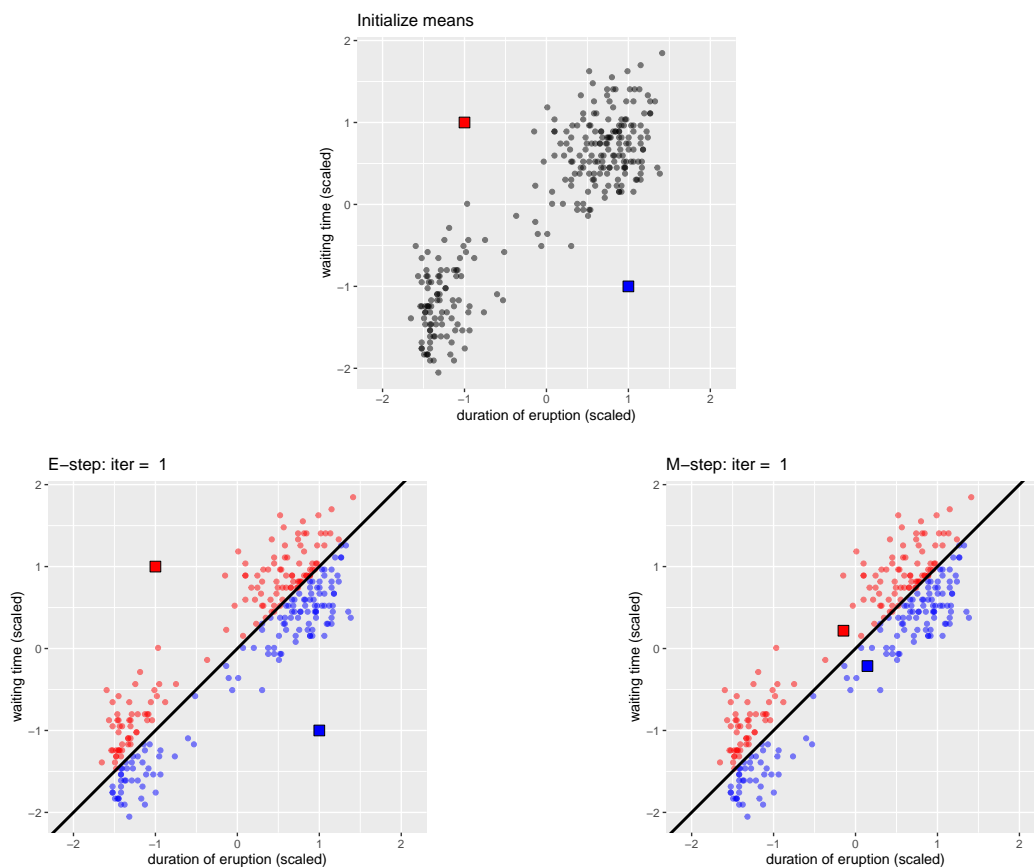 Initialize means
2
1
0
−1
−2
waiting time (scaled)
−2 −1 0 1 2
duration of eruption (scaled)
E−step: iter = 1
2
1
0
−1
−2
waiting time (scaled)
−2 −1 0 1 2
duration of eruption (scaled)
M−step: iter = 1
2
1
0
−1
−2
waiting time (scaled)
−2 −1 0 1 2
duration of eruption (scaled)